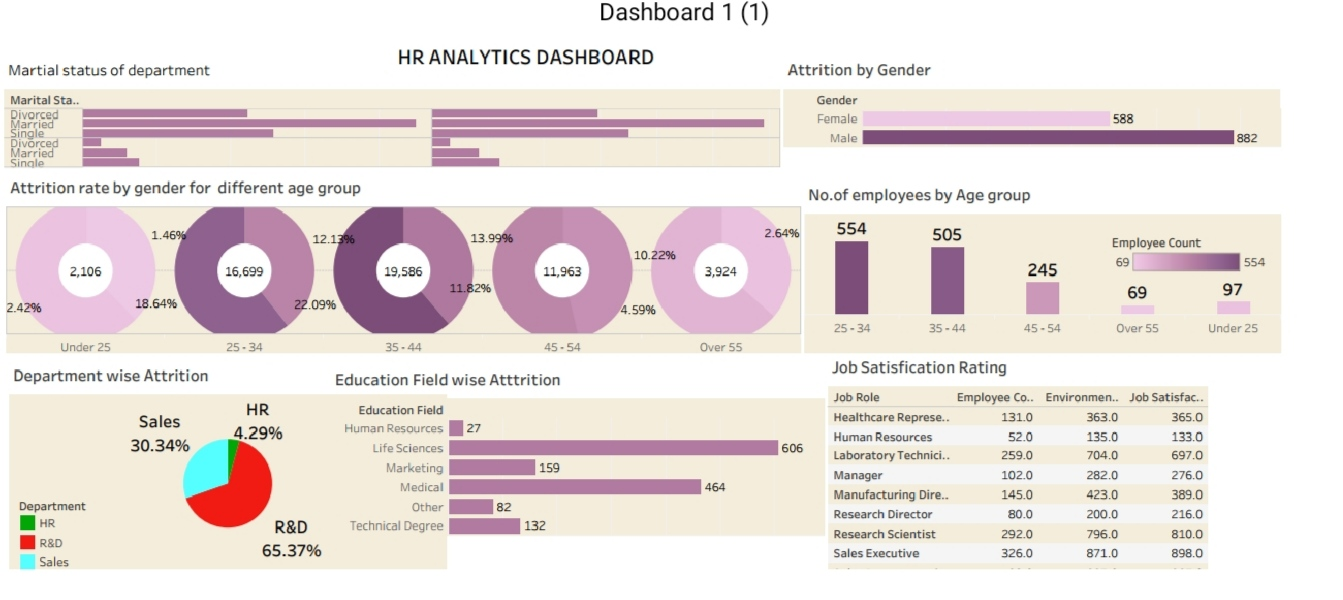 Dashboard 1 (1)
HR ANALYTICS DASHBOARD
Martial status of department
Marital Sta..
Divorced
Married
Single
Divorced
Married
Single
Attrition by Gender
Gender
Female 588
Male 882
Attrition rate by gender for different age group
1.46% 12.13% 13.99% 10.22% 2.64%
2,106 16,699 19,586 11,963 3,924
2.42% 18.64% 22.09% 11.82% 4.59%
Under 25 25 - 34 35 - 44 45 - 54 Over 55
No.of employees by Age group
554 505 245 69 97
Employee Count
69 554
25 - 34 35 - 44 45 - 54 Over 55 Under 25
Department wise Attrition
Sales
30.34%
HR
4.29%
R&D
65.37%
Department
HR
R&D
Sales
Education Field wise Atttrition
Education Field
Human Resources 27
Life Sciences 606
Marketing 159
Medical 464
Other 82
Technical Degree 132
Job Satisfication Rating
Job Role Employee Co.. Environmen.. Job Satisfac..
Healthcare Represe.. 131.0 363.0 365.0
Human Resources 52.0 135.0 133.0
Laboratory Technici.. 259.0 704.0 697.0
Manager 102.0 282.0 276.0
Manufacturing Dire.. 145.0 423.0 389.0
Research Director 80.0 200.0 216.0
Research Scientist 292.0 796.0 810.0
Sales Executive 326.0 871.0 898.0